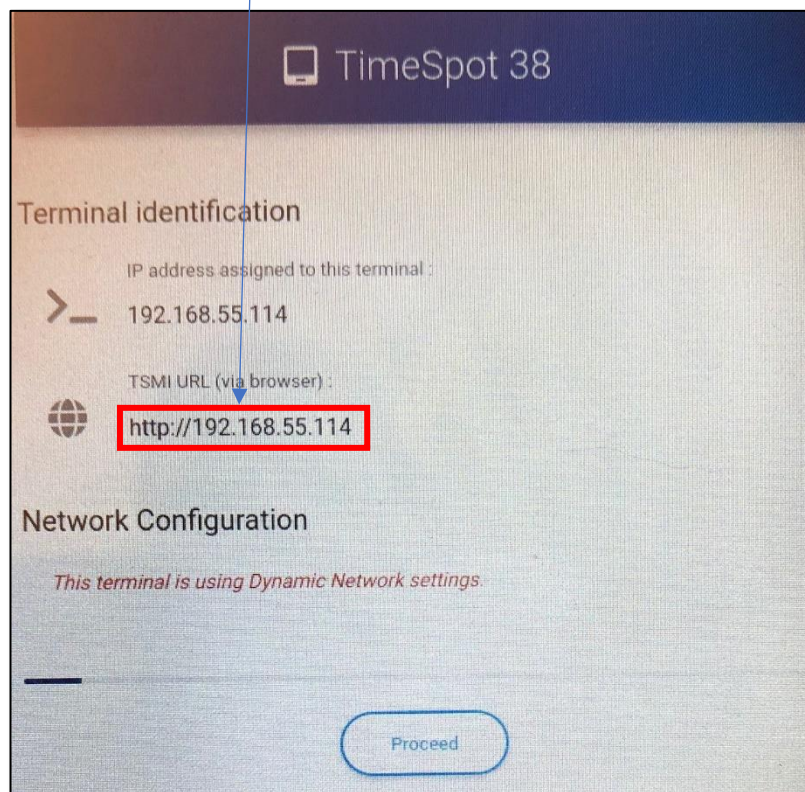 TimeSpot 38
Terminal identification
IP address assigned to this terminal :
192.168.55.114
TSMI URL (via browser) :
http://192.168.55.114
Network Configuration
This terminal is using Dynamic Network settings.
Proceed